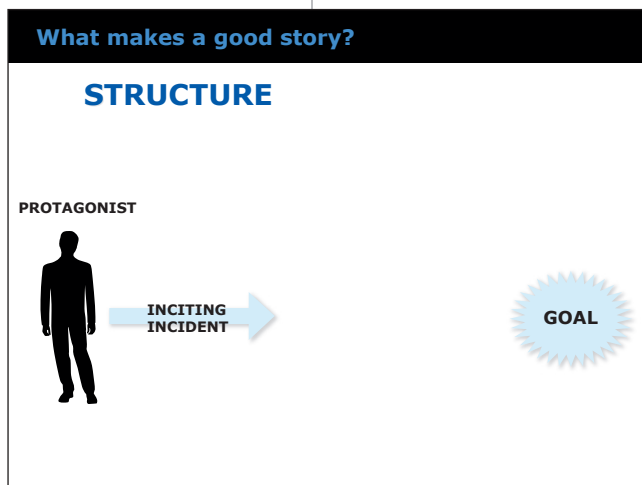 What makes a good story?
STRUCTURE
PROTAGONIST
INCITING
INCIDENT
GOAL